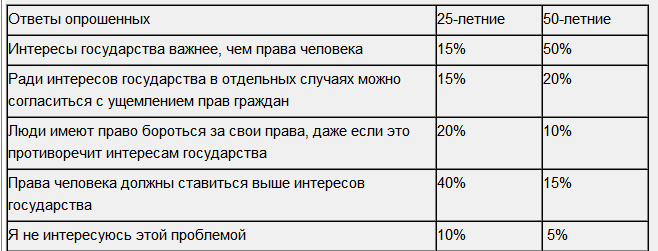 Ответы опрошенных 25-летние 50-летние
Интересы государства важнее, чем права человека 15% 50%
Ради интересов государства в отдельных случаях можно 15% 20%
согласиться с ущемлением прав граждан
Люди имеют право бороться за свои права, даже если это 20% 10%
противоречит интересам государства
Права человека должны ставиться выше интересов 40% 15%
государства
Я не интересуюсь этой проблемой 10% 5%